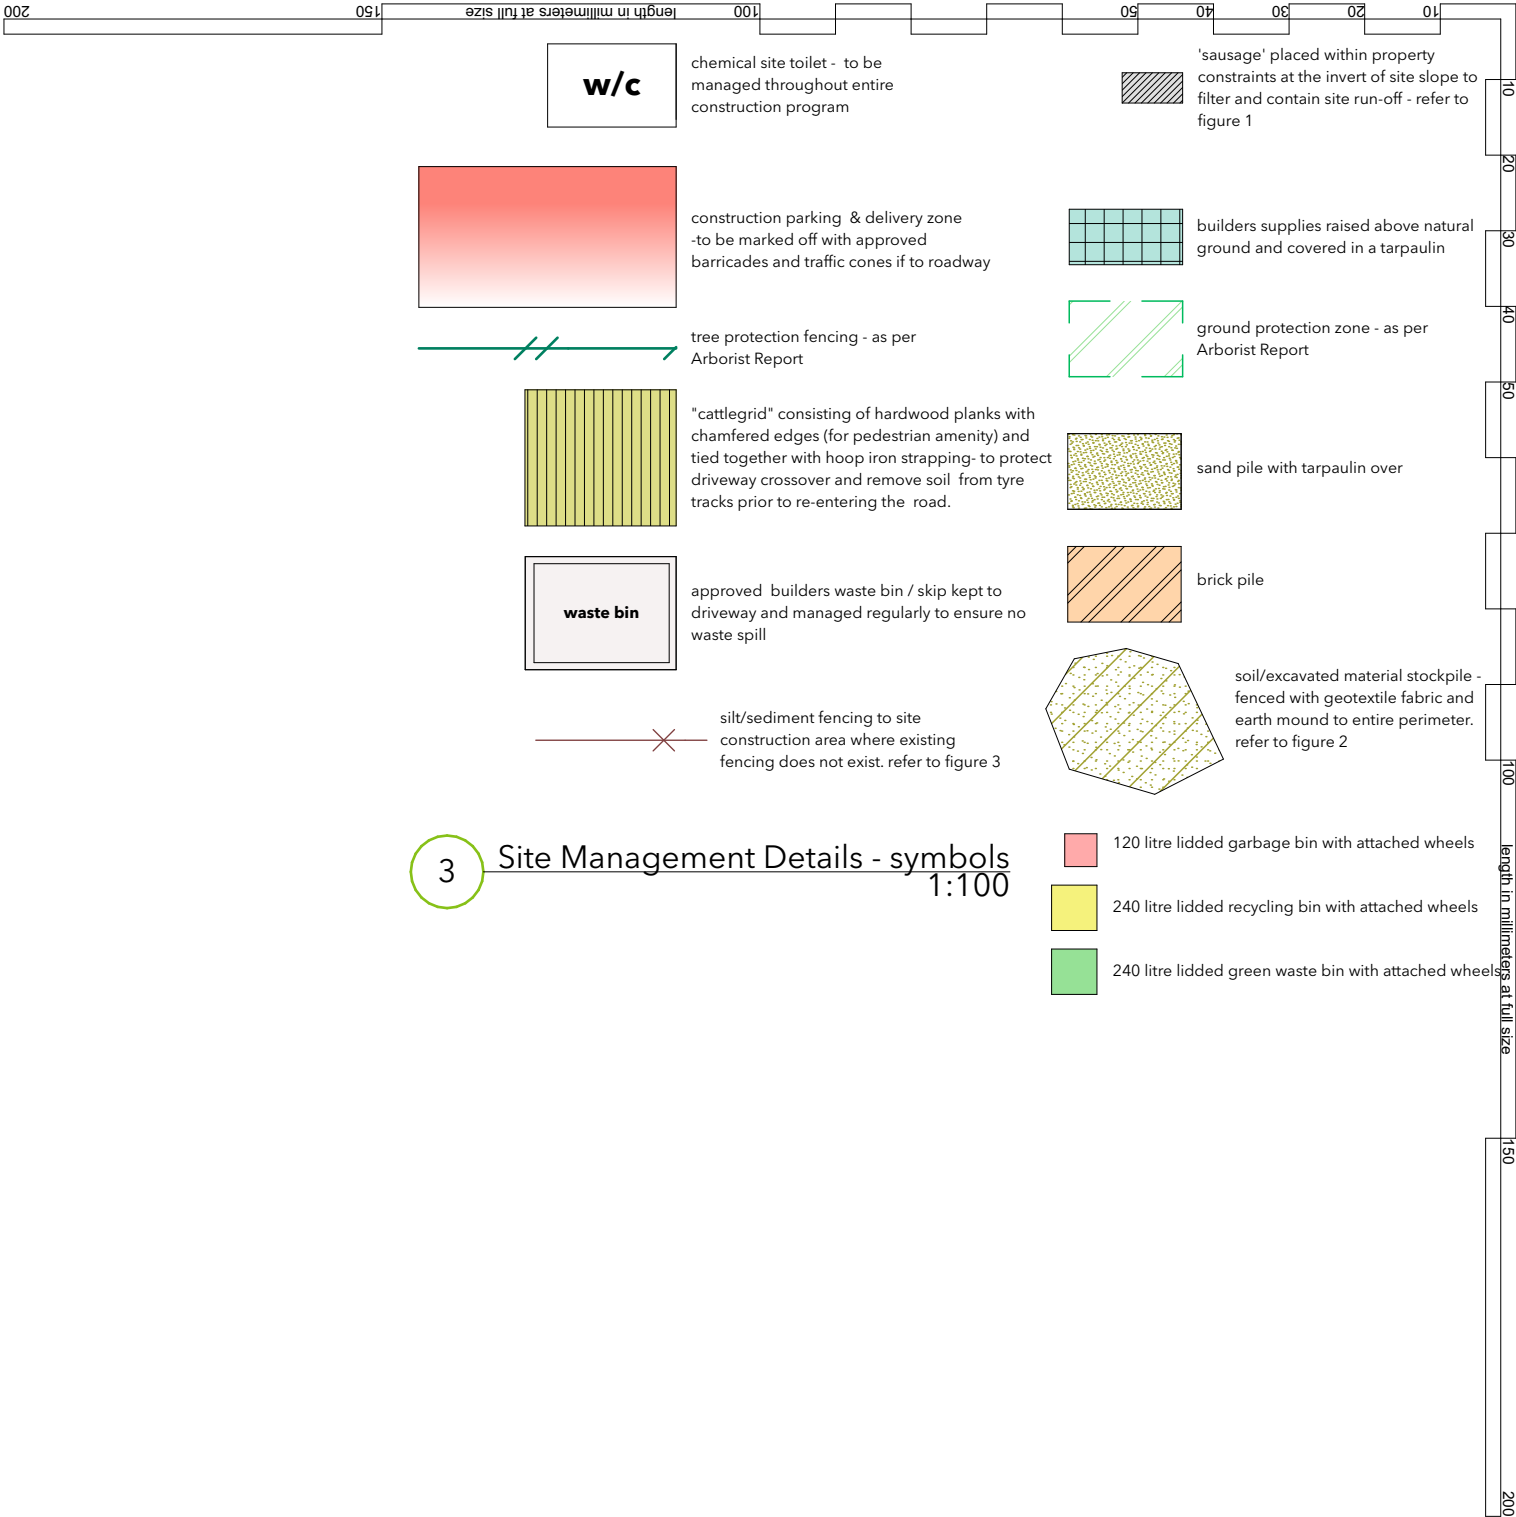 200
150
length in millimeters at full size
100
50
40
30
20
10
w/c
chemical site toilet - to be
managed throughout entire
construction program
construction parking & delivery zone
-to be marked off with approved
barricades and traffic cones if to roadway
tree protection fencing - as per
Arborist Report
"cattlegrid" consisting of hardwood planks with
chamfered edges (for pedestrian amenity) and
tied together with hoop iron strapping- to protect
driveway crossover and remove soil from tyre
tracks prior to re-entering the road.
waste bin
approved builders waste bin / skip kept to
driveway and managed regularly to ensure no
waste spill
silt/sediment fencing to site
construction area where existing
fencing does not exist. refer to figure 3
3
Site Management Details - symbols
1:100
'sausage' placed within property
constraints at the invert of site slope to
filter and contain site run-off - refer to
figure 1
builders supplies raised above natural
ground and covered in a tarpaulin
ground protection zone - as per
Arborist Report
sand pile with tarpaulin over
brick pile
soil/excavated material stockpile -
fenced with geotextile fabric and
earth mound to entire perimeter.
refer to figure 2
120 litre lidded garbage bin with attached wheels
240 litre lidded recycling bin with attached wheels
240 litre lidded green waste bin with attached wheels
10
20
30
40
50
100
length in millimeters at full size
150
200